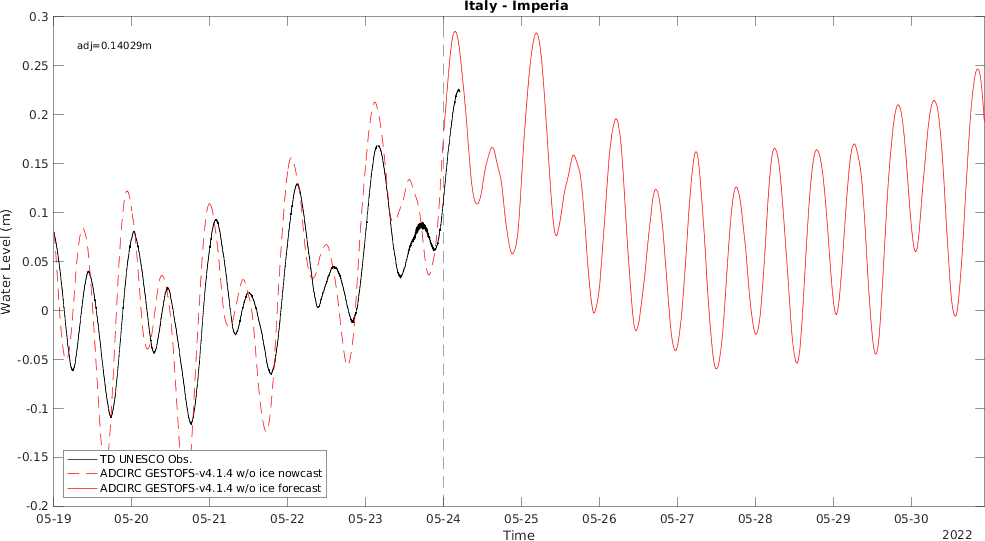 Italy - Imperia
adj=0.14029m
0.3
0.25
0.2
0.15
0.1
0.05
0
-0.05
-0.1
-0.15
-0.2
Water Level (m)
TD UNESCO Obs.
ADCIRC GESTOFS-v4.1.4 w/o ice nowcast
ADCIRC GESTOFS-v4.1.4 w/o ice forecast
05-19 05-20 05-21 05-22 05-23 05-24 05-25 05-26 05-27 05-28 05-29 05-30
Time
2022